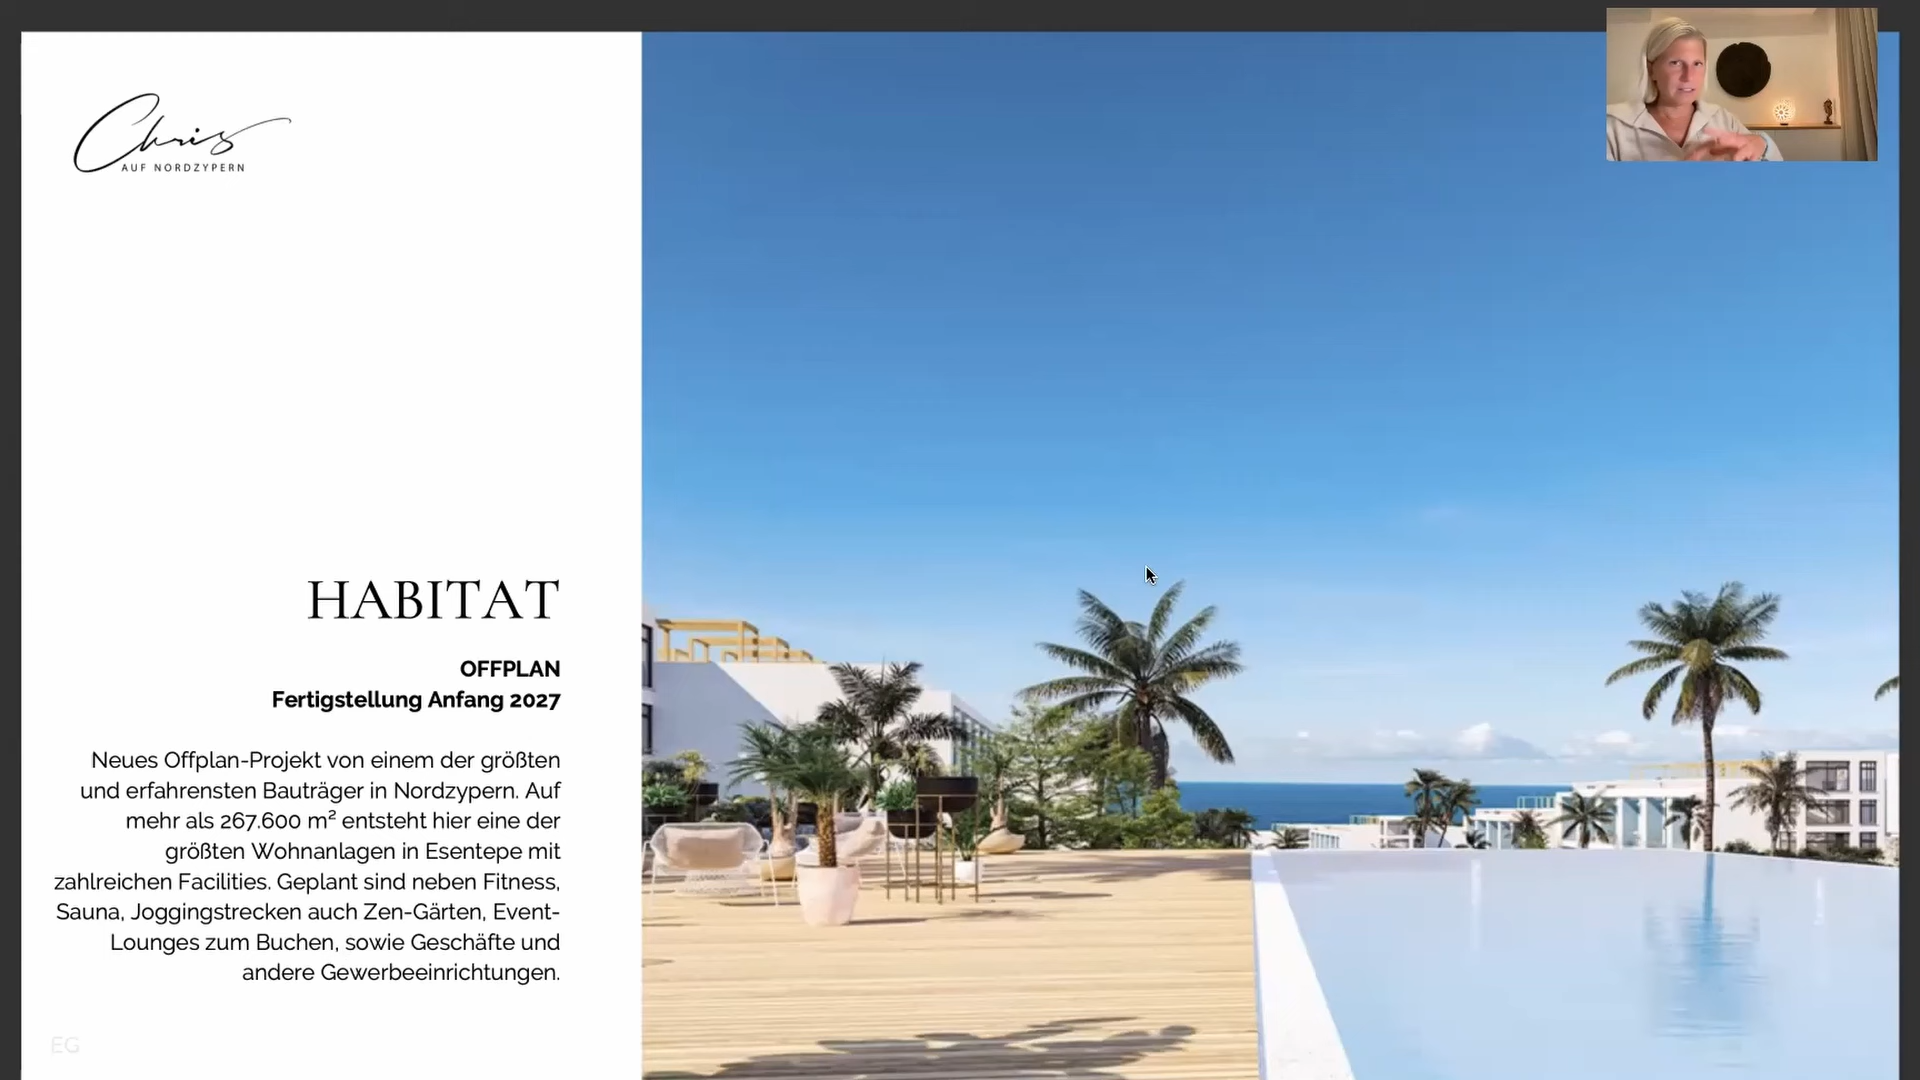 Chris
AUF NORDZYPERN
HABITAT
OFFPLAN
Fertigstellung Anfang 2027
Neues Offplan-Projekt von einem der größten
und erfahrensten Bauträger in Nordzypern. Auf
mehr als 267.600 m² entsteht hier eine der
größten Wohnanlagen in Esentepe mit
zahlreichen Facilities. Geplant sind neben Fitness,
Sauna, Joggingstrecken auch Zen-Gärten, Event-
Lounges zum Buchen, sowie Geschäfte und
andere Gewerbeeinrichtungen.
EG